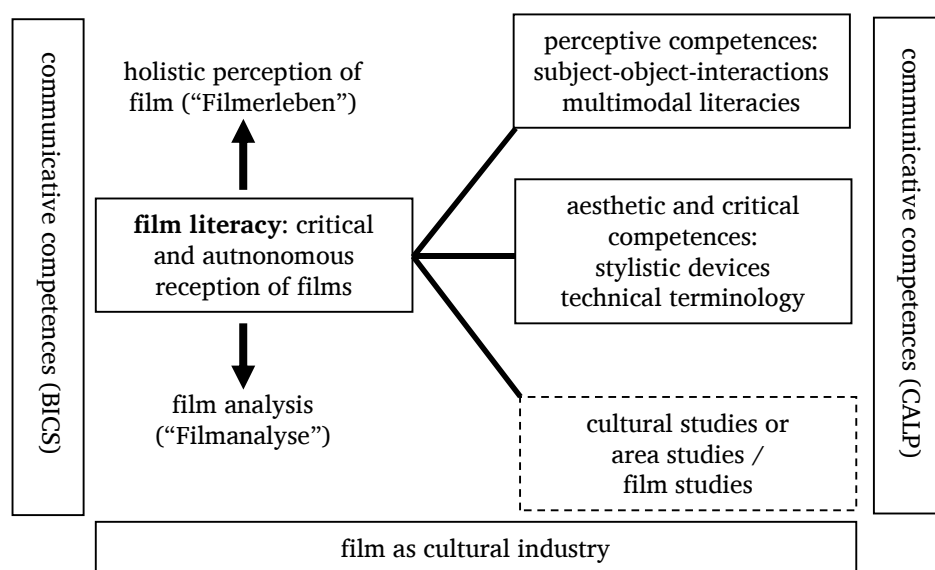 communicative competences (BICS)
holistic perception of
film (“Filmerleben”)
film literacy: critical
and autnonomous
reception of films
film analysis
(“Filmanalyse”)
perceptive competences:
subject-object-interactions
multimodal literacies
aesthetic and critical
competences:
stylistic devices
technical terminology
cultural studies or
area studies /
film studies
communicative competences (CALP)
film as cultural industry